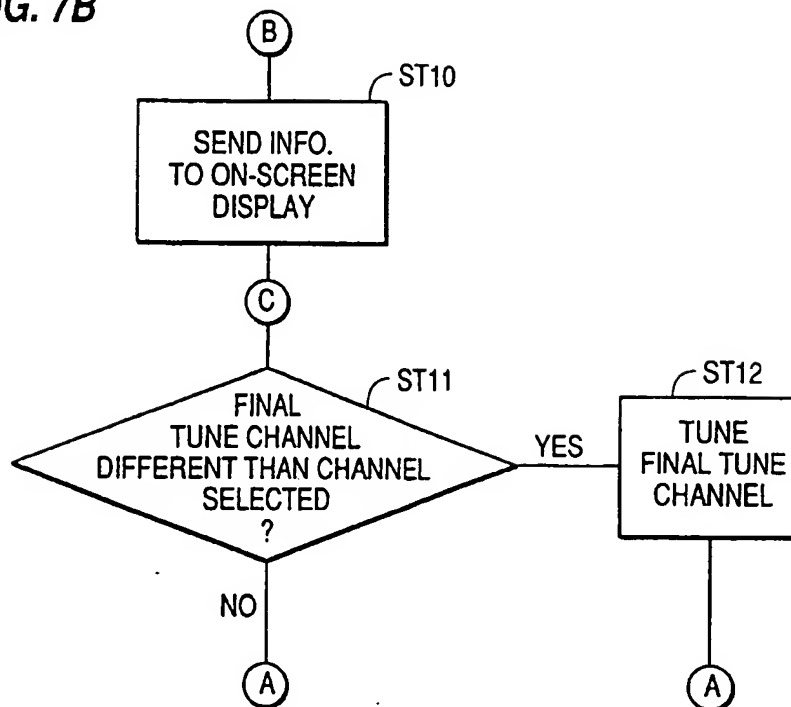 G. 7B
B
ST10
SEND INFO.
TO ON-SCREEN
DISPLAY
C
ST11
FINAL
TUNE CHANNEL
DIFFERENT THAN CHANNEL
SELECTED
?
YES
ST12
TUNE
FINAL TUNE
CHANNEL
NO
A
A